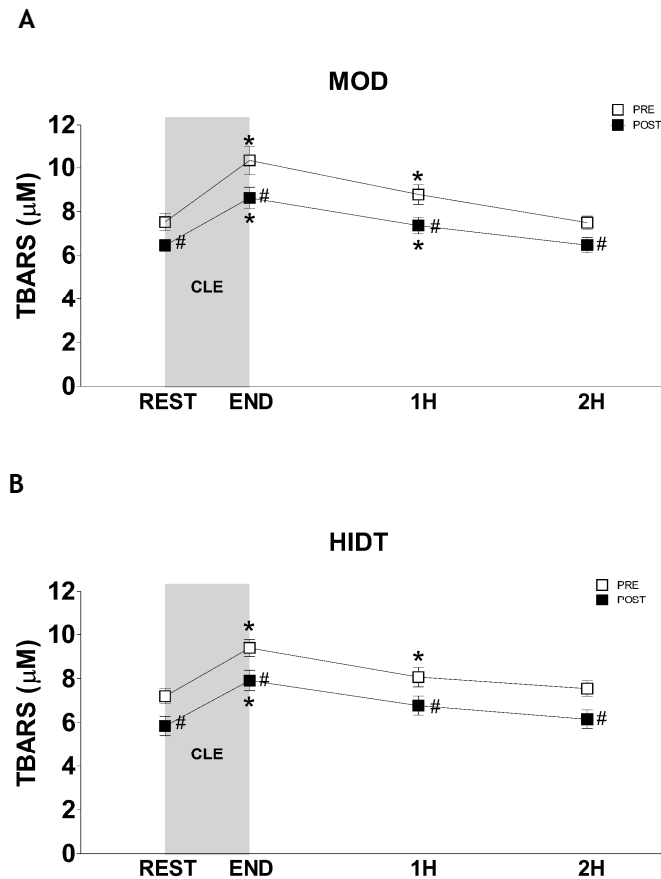 A
MOD
PRE
POST
TBARS (µM)
12
10
8
6
4
2
0
* * # # * * # #
CLE
REST END 1H 2H
B
HIDT
PRE
POST
TBARS (µM)
12
10
8
6
4
2
0
* * # # * # #
CLE
REST END 1H 2H